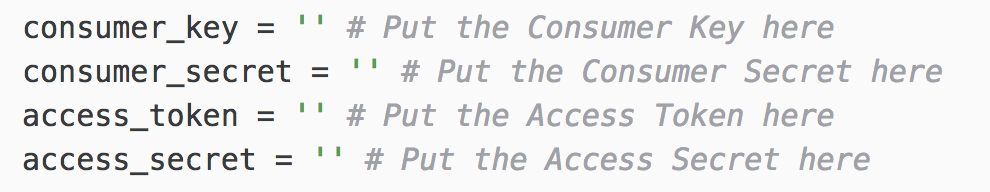 consumer_key = '' # Put the Consumer Key here
consumer_secret = '' # Put the Consumer Secret here
access_token = '' # Put the Access Token here
access_secret = '' # Put the Access Secret here